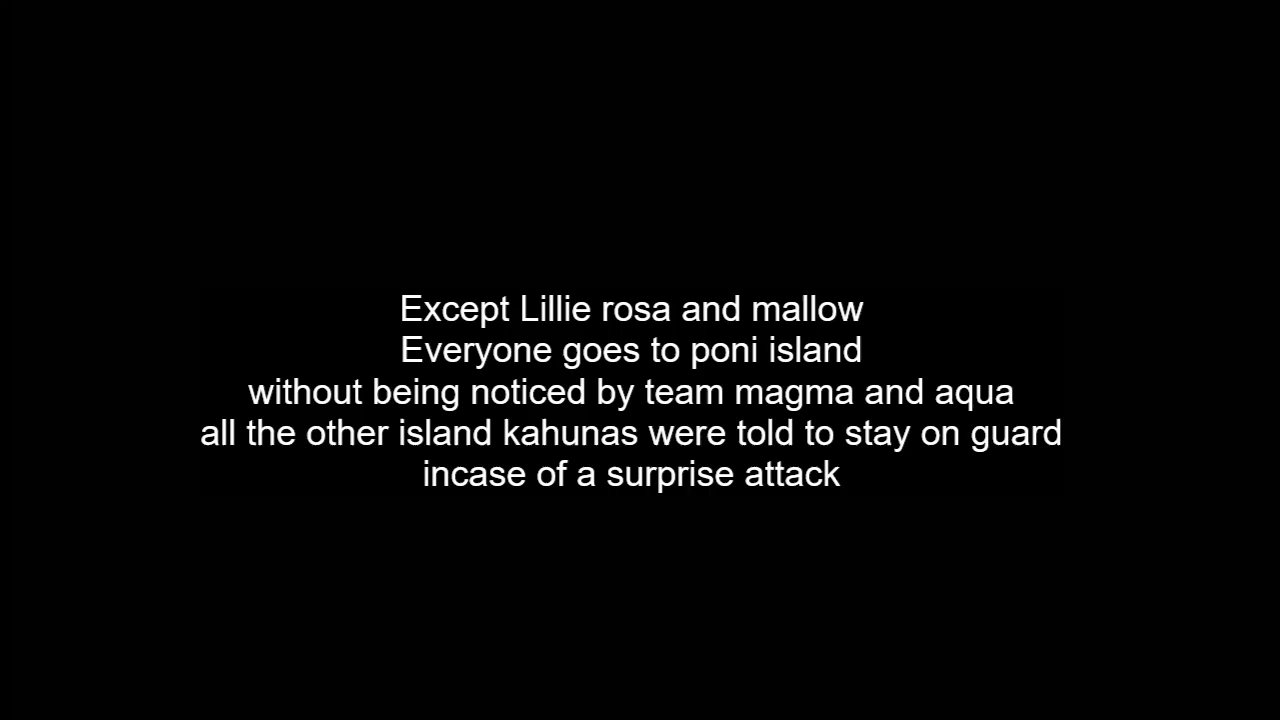 Except Lillie rosa and mallow
Everyone goes to poni island
without being noticed by team magma and aqua
all the other island kahunas were told to stay on guard
incase of a surprise attack